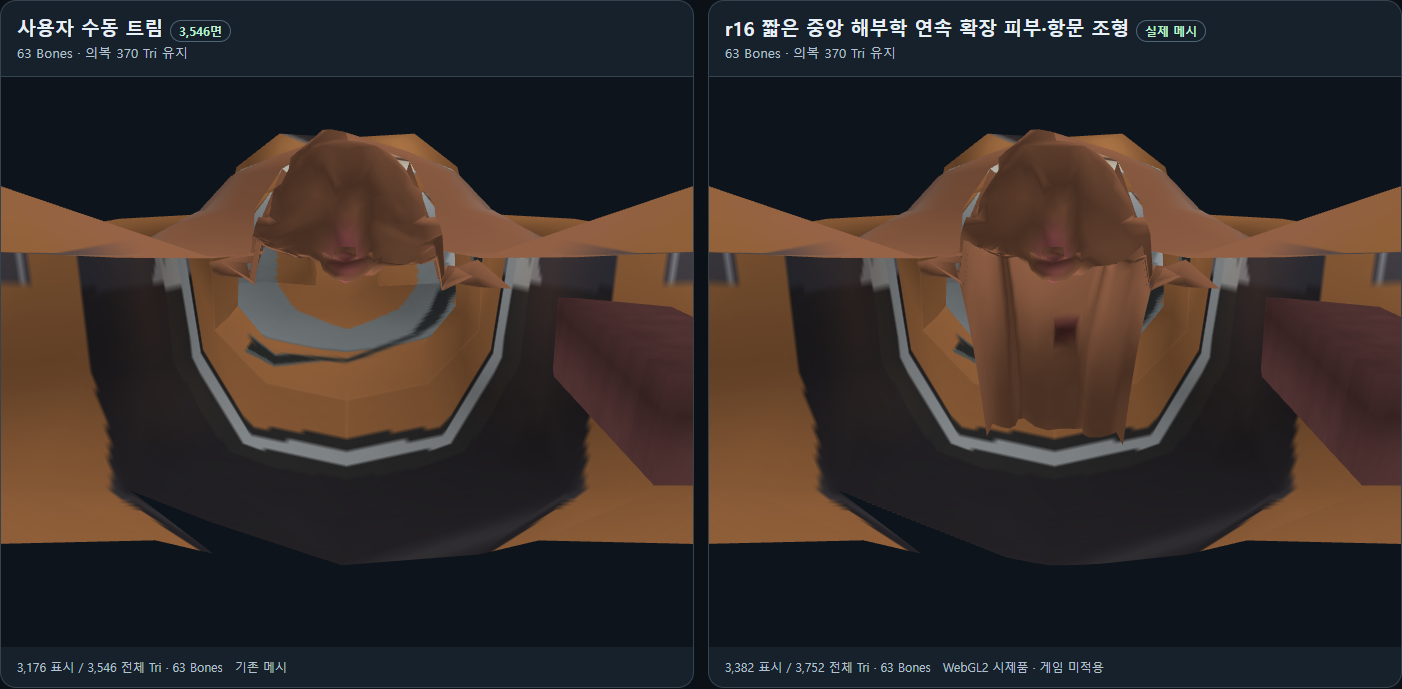 사용자 수동 트림 3,546면
63 Bones · 의복 370 Tri 유지
3,176 표시 / 3,546 전체 Tri · 63 Bones 기존 메시
r16 짧은 중앙 해부학 연속 확장 피부·항문 조형 실제 메시
63 Bones · 의복 370 Tri 유지
3,382 표시 / 3,752 전체 Tri · 63 Bones WebGL2 시제품 · 게임 미적용